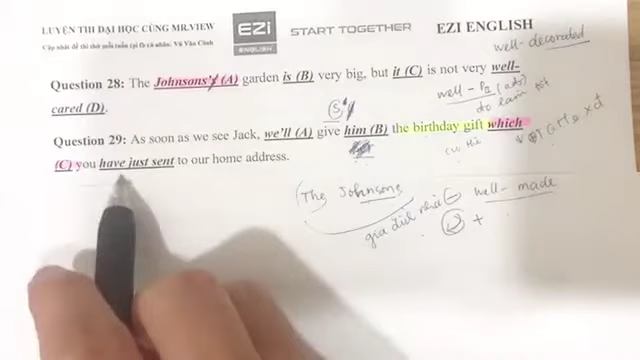 LUYỆN THI ĐẠI HỌC CÙNG MR.VIEW
Cập nhật đề thi thử mỗi tuần tại fb cá nhân: Vũ Văn Cảnh
EZi
ENGLISH
START TOGETHER
EZI ENGLISH
well-decorated
Question 28: The Johnsons's (A) garden is (B) very big, but it (C) is not very well-
cared (D).
well - PII (adj)
Question 29: As soon as we see Jack, we'll (A) give him (B) the birthday gift which
(C) you have just sent to our home address.
The Johnsons
well- made
gia đình nhà
+